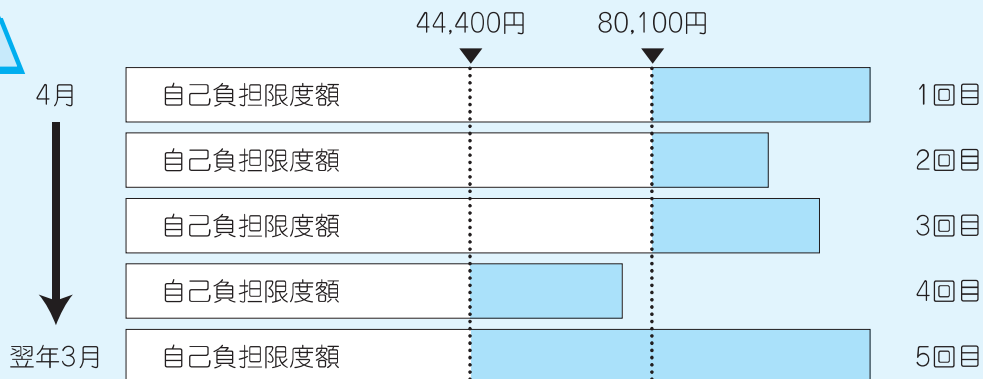 44,400円 80,100円
4月 自己負担限度額 1回目
自己負担限度額 2回目
自己負担限度額 3回目
自己負担限度額 4回目
翌年3月 自己負担限度額 5回目